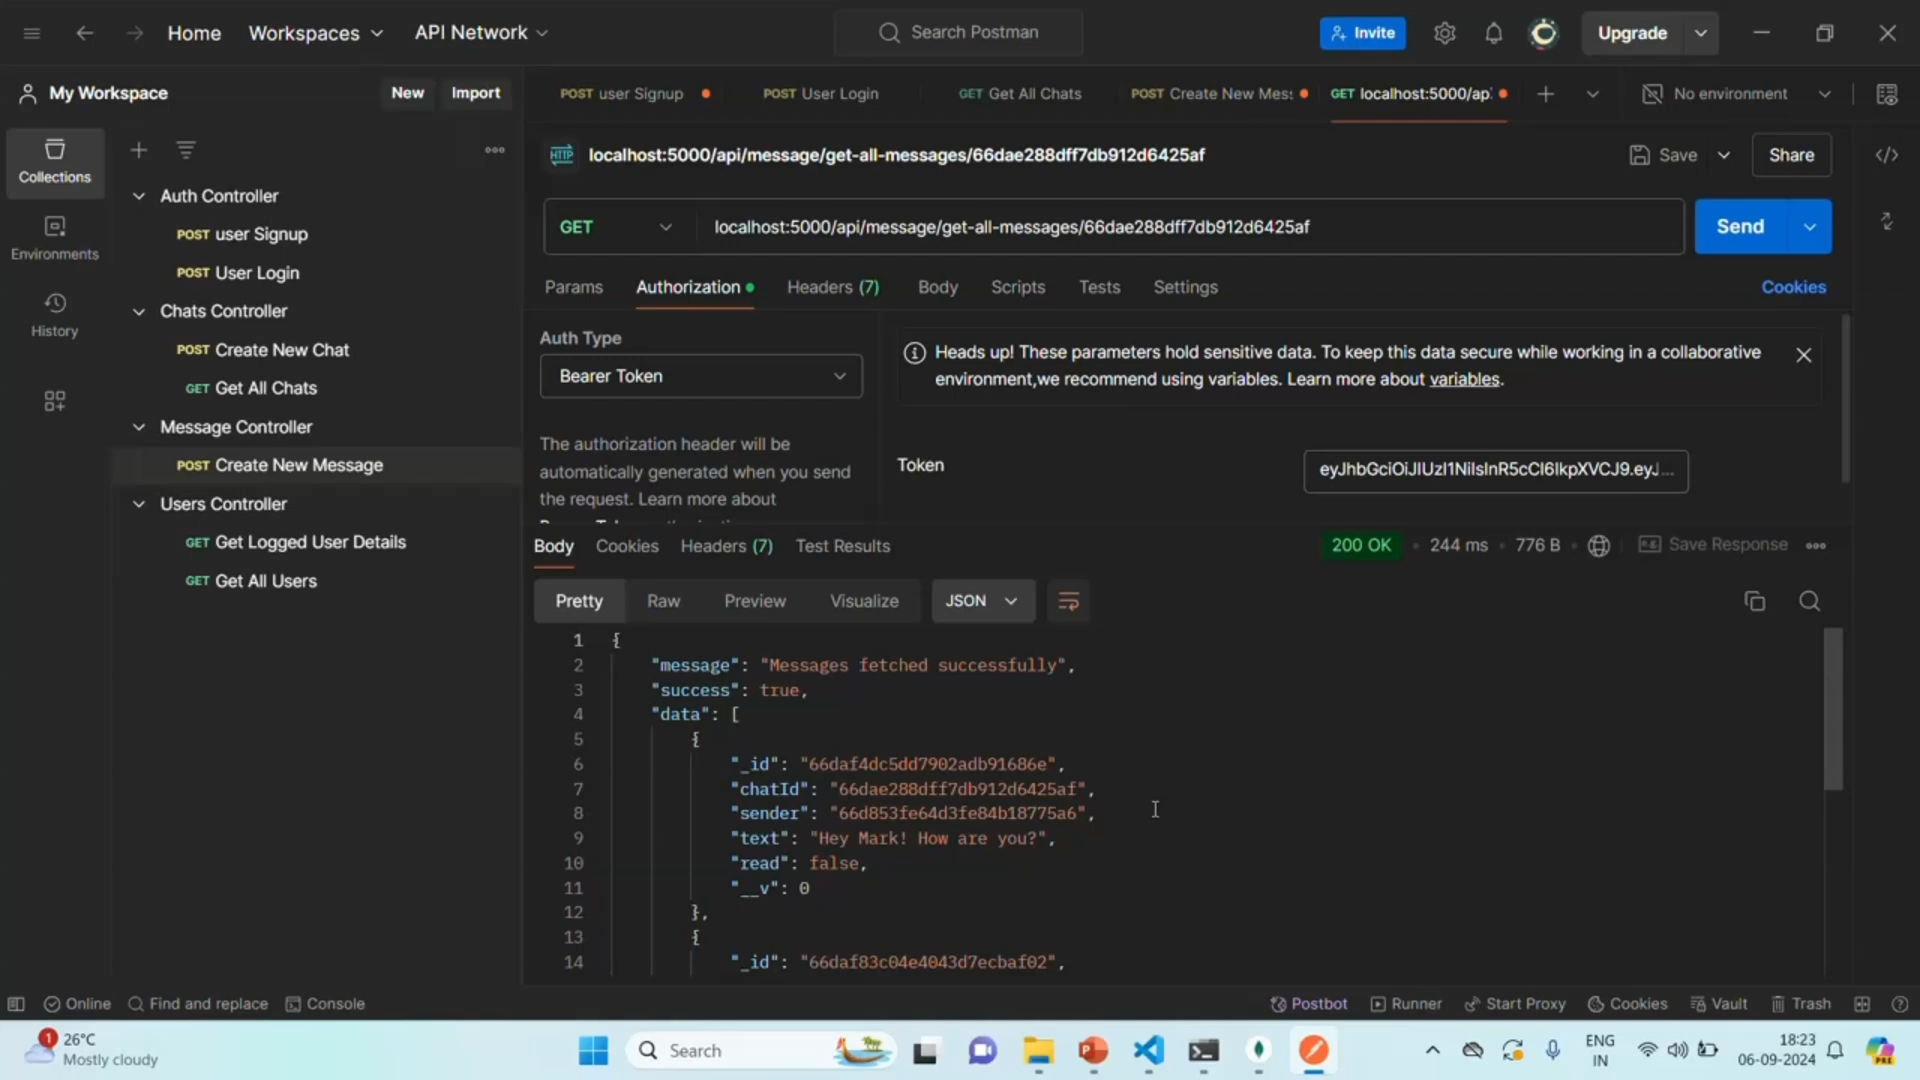 Home Workspaces API Network Search Postman Invite Upgrade
My Workspace New Import POST user Signup POST User Login GET Get All Chats POST Create New Mes: GET localhost:5000/ap: No environment
Collections
Environments
History
Auth Controller
POST user Signup
POST User Login
Chats Controller
POST Create New Chat
GET Get All Chats
Message Controller
POST Create New Message
Users Controller
GET Get Logged User Details
GET Get All Users
HTTP localhost:5000/api/message/get-all-messages/66dae288dff7db912d6425af Save Share
GET localhost:5000/api/message/get-all-messages/66dae288dff7db912d6425af Send
Params Authorization Headers (7) Body Scripts Tests Settings Cookies
Auth Type
Bearer Token
The authorization header will be
automatically generated when you send
the request. Learn more about
Heads up! These parameters hold sensitive data. To keep this data secure while working in a collaborative
environment,we recommend using variables. Learn more about variables.
Token eyJhbGciOiJIUzI1NiIsInR5cCI6IkpXVCJ9.eyJ...
Body Cookies Headers (7) Test Results 200 OK 244 ms 776 B Save Response
Pretty Raw Preview Visualize JSON
1 {
2 "message": "Messages fetched successfully",
3 "success": true,
4 "data": [
5 {
6 "_id": "66daf4dc5dd7902adb91686e",
7 "chatId": "66dae288dff7db912d6425af",
8 "sender": "66d853fe64d3fe84b18775a6",
9 "text": "Hey Mark! How are you?",
10 "read": false,
11 "__v": 0
12 },
13 {
14 "_id": "66daf83c04e4043d7ecbaf02",
Online Find and replace Console Postbot Runner Start Proxy Cookies Vault Trash
1 26°C
Mostly cloudy
Search
ENG
IN
18:23
06-09-2024
PRE